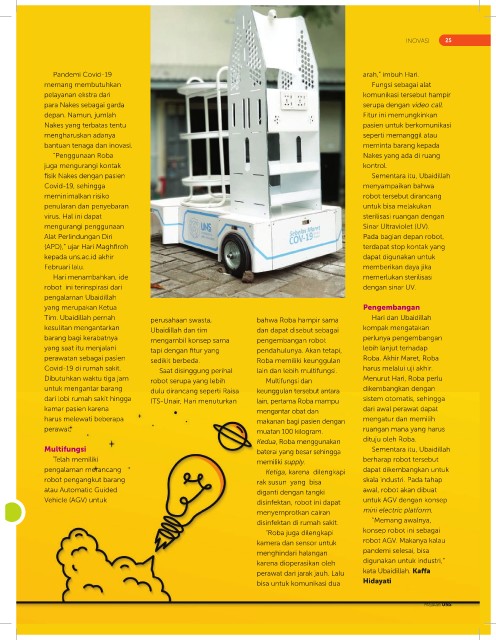 INOVASI 25
Pandemi Covid-19
memang membutuhkan
pelayanan ekstra dari
para Nakes sebagai garda
depan. Namun, jumlah
Nakes yang terbatas tentu
mengharuskan adanya
bantuan tenaga dan inovasi.
"Penggunaan Roba
juga mengurangi kontak
fisik Nakes dengan pasien
Covid-19, sehingga
meminimalkan risiko
penularan dan penyebaran
virus. Hal ini dapat
mengurangi penggunaan
Alat Perlindungan Diri
(APD)," ujar Hari Maghfiroh
kepada uns.ac.id akhir
Februari lalu.
Hari menambahkan, ide
robot ini terinspirasi dari
pengalaman Ubaidillah
yang merupakan Ketua
Tim. Ubaidillah pernah
kesulitan mengantarkan
barang bagi kerabatnya
yang saat itu menjalani
perawatan sebagai pasien
Covid-19 di rumah sakit.
Dibutuhkan waktu tiga jam
untuk mengantar barang
dari lobi rumah sakit hingga
kamar pasien karena
harus melewati beberapa
perawat.
Multifungsi
Telah memiliki
pengalaman merancang
robot pengangkut barang
atau Automatic Guided
Vehicle (AGV) untuk
perusahaan swasta,
Ubaidillah dan tim
mengambil konsep sama
tapi dengan fitur yang
sedikit berbeda.
Saat disinggung perihal
robot serupa yang lebih
dulu dirancang seperti Raisa
ITS-Unair, Hari menuturkan
bahwa Roba hampir sama
dan dapat disebut sebagai
pengembangan robot
pendahulunya. Akan tetapi,
Roba memiliki keunggulan
lain dan lebih multifungsi.
Multifungsi dan
keunggulan tersebut antara
lain, pertama Roba mampu
mengantar obat dan
makanan bagi pasien dengan
muatan 100 kilogram.
Kedua, Roba menggunakan
baterai yang besar sehingga
memiliki supply.
Ketiga, karena dilengkapi
rak susun yang bisa
diganti dengan tangki
disinfektan, robot ini dapat
menyemprotkan cairan
disinfektan di rumah sakit.
"Roba juga dilengkapi
kamera dan sensor untuk
menghindari halangan
karena dioperasikan oleh
perawat dari jarak jauh. Lalu
bisa untuk komunikasi dua
arah," imbuh Hari.
Fungsi sebagai alat
komunikasi tersebut hampir
serupa dengan video call.
Fitur ini memungkinkan
pasien untuk berkomunikasi
seperti memanggil atau
meminta barang kepada
Nakes yang ada di ruang
kontrol.
Sementara itu, Ubaidillah
menyampaikan bahwa
robot tersebut dirancang
untuk bisa melakukan
sterilisasi ruangan dengan
Sinar Ultraviolet (UV).
Pada bagian depan robot,
terdapat stop kontak yang
dapat digunakan untuk
memberikan daya jika
memerlukan sterilisasi
dengan sinar UV.
Pengembangan
Hari dan Ubaidillah
kompak mengatakan
perlunya pengembangan
lebih lanjut terhadap
Roba. Akhir Maret, Roba
harus melalui uji akhir.
Menurut Hari, Roba perlu
dikembangkan dengan
sistem otomatis, sehingga
dari awal perawat dapat
mengatur dan memilih
ruangan mana yang harus
dituju oleh Roba.
Sementara itu, Ubaidillah
berharap robot tersebut
dapat dikembangkan untuk
skala industri. Pada tahap
awal, robot akan dibuat
untuk AGV dengan konsep
mini electric platform.
"Memang awalnya,
konsep robot ini sebagai
robot AGV. Makanya kalau
pandemi selesai, bisa
digunakan untuk industri,"
kata Ubaidillah. Kaffa
Hidayati
UNS
COV-19
Majalah UNS